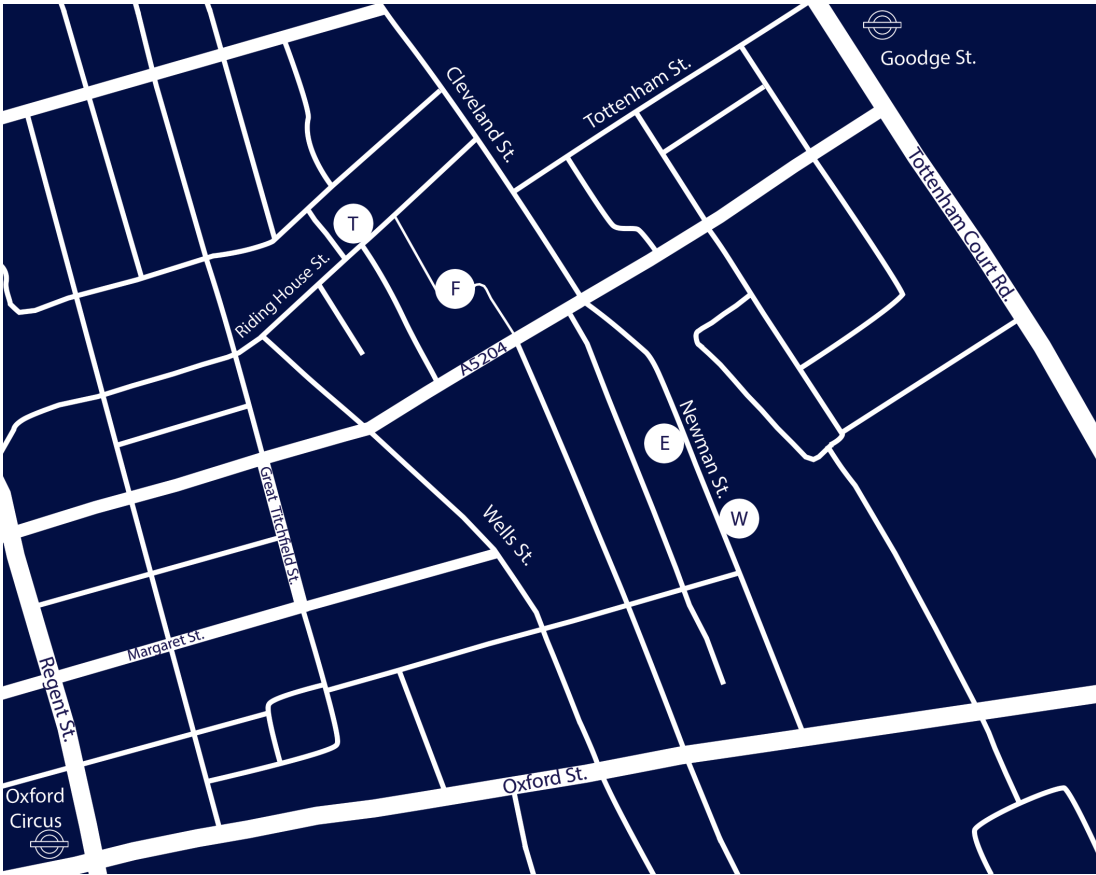 Goodge St.
Cleveland St.
Tottenham St.
Tottenham Court Rd.
T
Riding House St.
F
A5204
E
Newman St.
W
Great Titchfield St.
Wells St.
Margaret St.
Regent St.
Oxford St.
Oxford
Circus